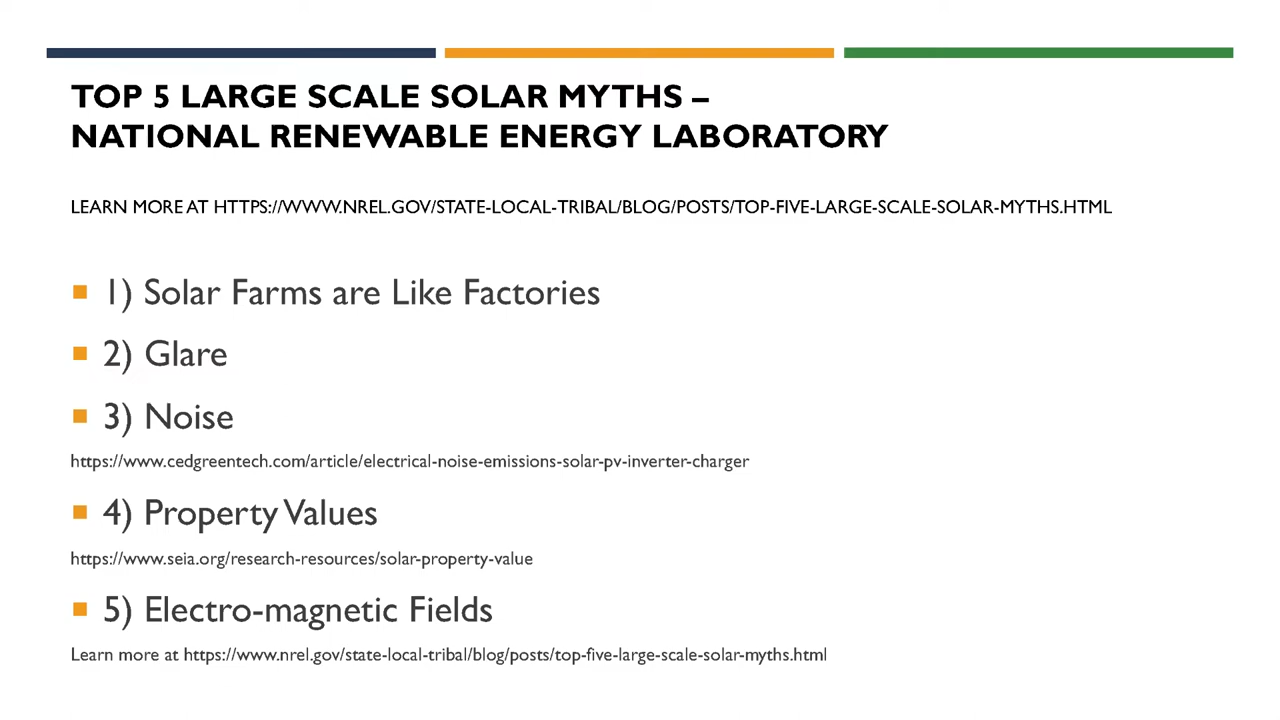 TOP 5 LARGE SCALE SOLAR MYTHS –
NATIONAL RENEWABLE ENERGY LABORATORY
LEARN MORE AT HTTPS://WWW.NREL.GOV/STATE-LOCAL-TRIBAL/BLOG/POSTS/TOP-FIVE-LARGE-SCALE-SOLAR-MYTHS.HTML
1) Solar Farms are Like Factories
2) Glare
3) Noise
https://www.cedgreentech.com/article/electrical-noise-emissions-solar-pv-inverter-charger
4) Property Values
https://www.seia.org/research-resources/solar-property-value
5) Electro-magnetic Fields
Learn more at https://www.nrel.gov/state-local-tribal/blog/posts/top-five-large-scale-solar-myths.html